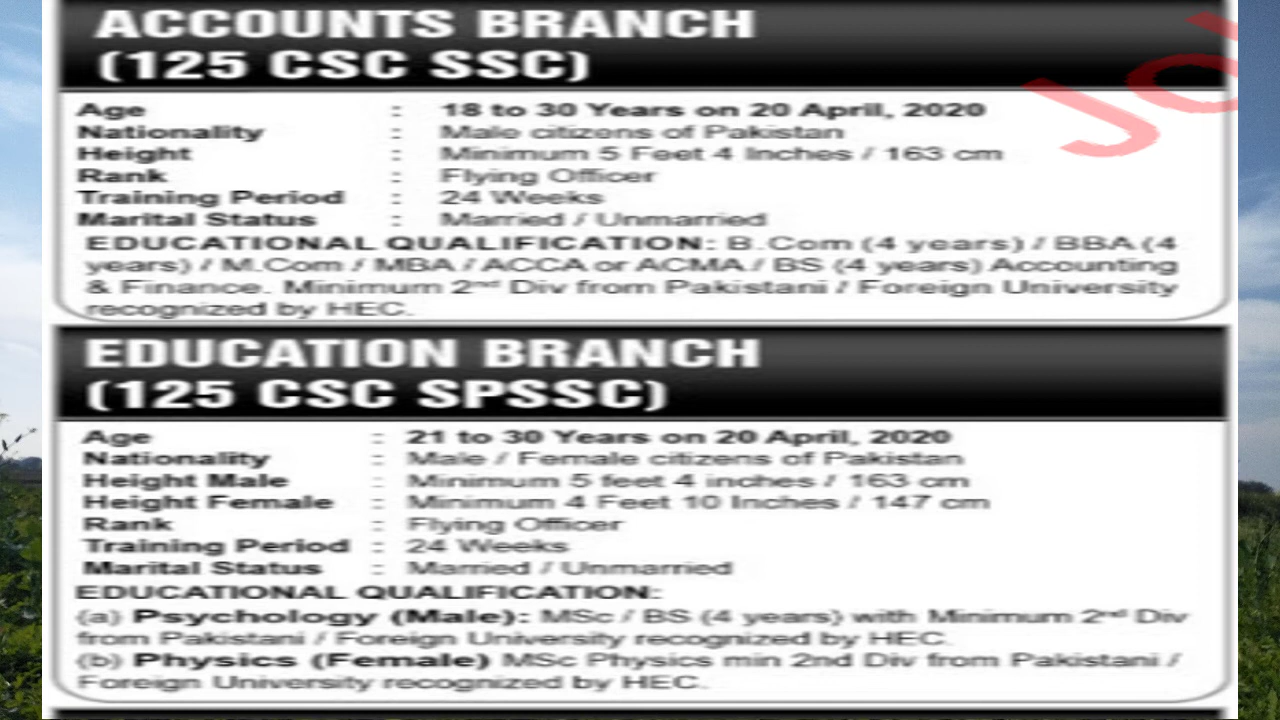 ACCOUNTS BRANCH
(125 CSC SSC)
Age : 18 to 30 Years on 20 April, 2020
Nationality : Male citizens of Pakistan
Height : Minimum 5 Feet 4 Inches / 163 cm
Rank : Flying Officer
Training Period : 24 Weeks
Marital Status : Married / Unmarried
EDUCATIONAL QUALIFICATION: B.Com (4 years) / BBA (4
years) / M.Com / MBA / ACCA or ACMA / BS (4 years) Accounting
& Finance. Minimum 2nd Div from Pakistani / Foreign University
recognized by HEC.
EDUCATION BRANCH
(125 CSC SPSSC)
Age : 21 to 30 Years on 20 April, 2020
Nationality : Male / Female citizens of Pakistan
Height Male : Minimum 5 feet 4 inches / 163 cm
Height Female : Minimum 4 Feet 10 Inches / 147 cm
Rank : Flying Officer
Training Period : 24 Weeks
Marital Status : Married / Unmarried
EDUCATIONAL QUALIFICATION:
(a) Psychology (Male): MSc / BS (4 years) with Minimum 2nd Div
from Pakistani / Foreign University recognized by HEC.
(b) Physics (Female) MSc Physics min 2nd Div from Pakistani /
Foreign University recognized by HEC.